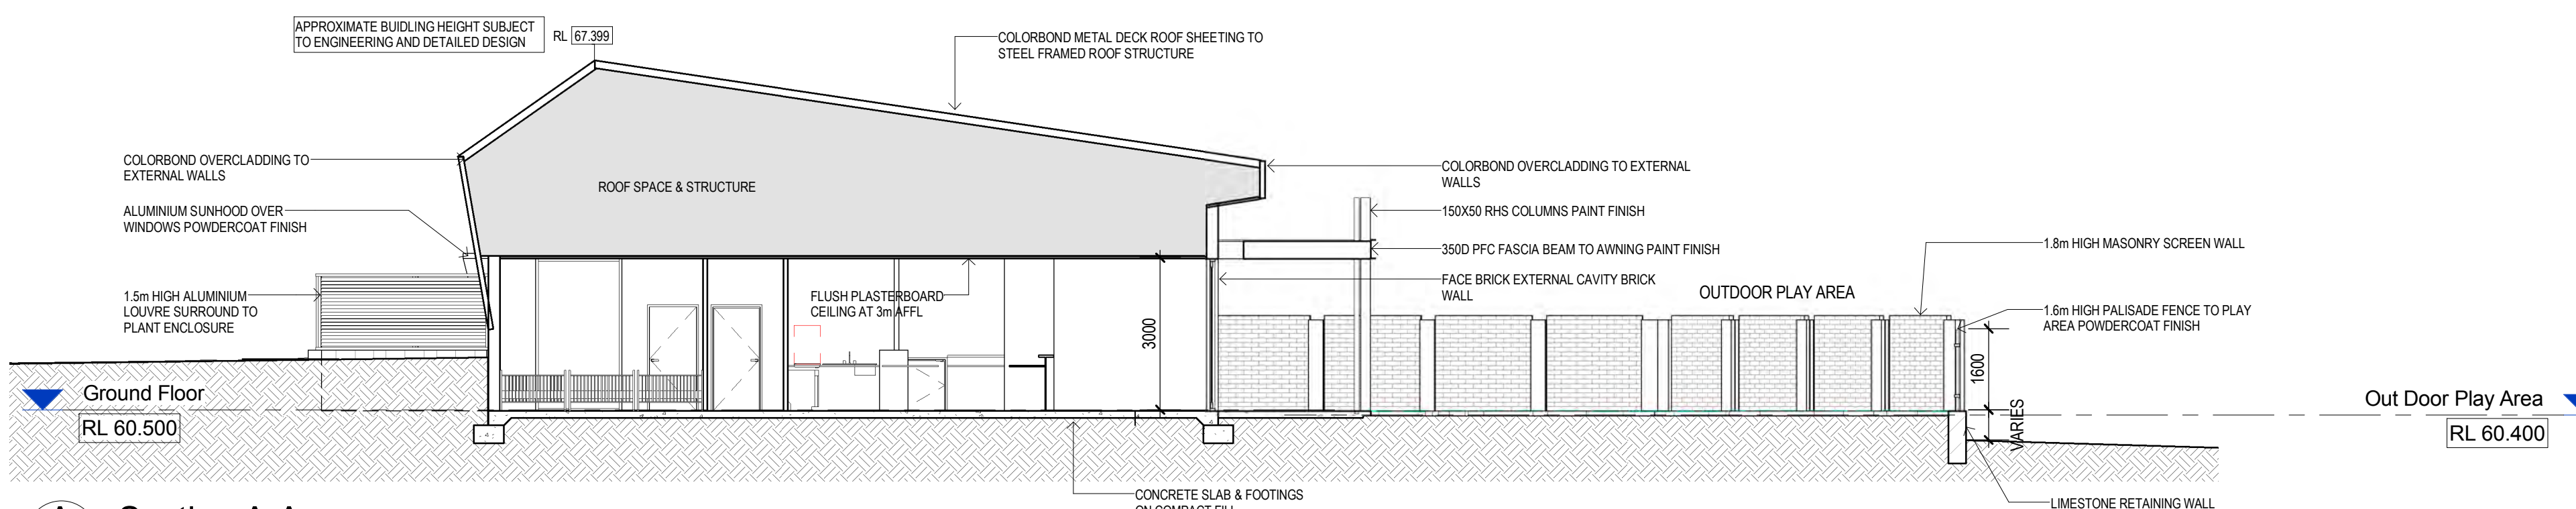 APPROXIMATE BUIDLING HEIGHT SUBJECT
TO ENGINEERING AND DETAILED DESIGN
RL 67.399
COLORBOND METAL DECK ROOF SHEETING TO
STEEL FRAMED ROOF STRUCTURE
COLORBOND OVERCLADDING TO
EXTERNAL WALLS
ROOF SPACE & STRUCTURE
COLORBOND OVERCLADDING TO EXTERNAL
WALLS
ALUMINIUM SUNHOOD OVER
WINDOWS POWDERCOAT FINISH
150X50 RHS COLUMNS PAINT FINISH
350D PFC FASCIA BEAM TO AWNING PAINT FINISH
1.8m HIGH MASONRY SCREEN WALL
FACE BRICK EXTERNAL CAVITY BRICK
WALL
OUTDOOR PLAY AREA
1.5m HIGH ALUMINIUM
LOUVRE SURROUND TO
PLANT ENCLOSURE
FLUSH PLASTERBOARD
CEILING AT 3m AFFL
3000
1.6m HIGH PALISADE FENCE TO PLAY
AREA POWDERCOAT FINISH
1600
VARIES
Ground Floor
RL 60.500
Out Door Play Area
RL 60.400
CONCRETE SLAB & FOOTINGS
ON COMPACT FILL
LIMESTONE RETAINING WALL
A
Section A-A